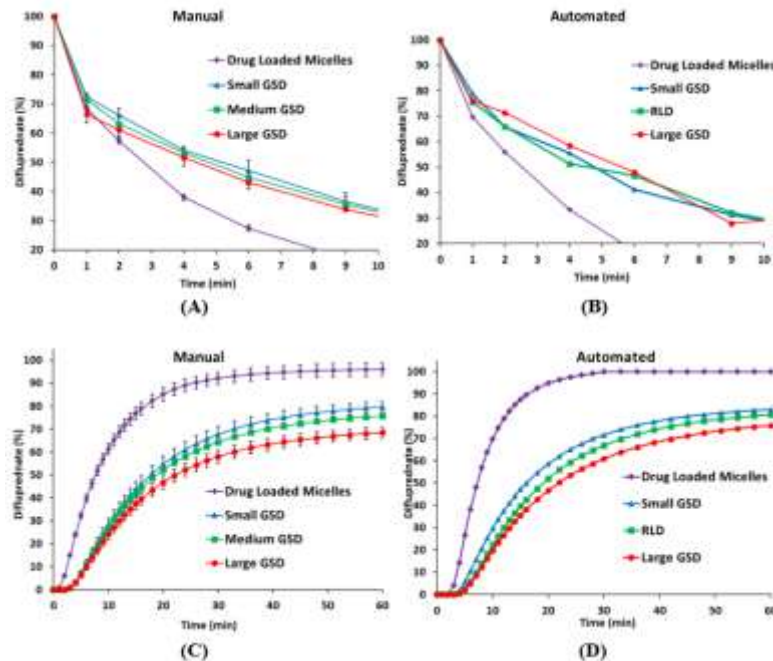 Manual
Difluprednate (%)
100
90
80
70
60
50
40
30
20
Drug Loaded Micelles
Small GSD
Medium GSD
Large GSD
0 1 2 3 4 5 6 7 8 9 10
Time (min)
(A)
Automated
Difluprednate (%)
100
90
80
70
60
50
40
30
20
Drug Loaded Micelles
Small GSD
RLD
Large GSD
0 1 2 3 4 5 6 7 8 9 10
Time (min)
(B)
Manual
Difluprednate (%)
100
90
80
70
60
50
40
30
20
10
0
Drug Loaded Micelles
Small GSD
Medium GSD
Large GSD
0 10 20 30 40 50 60
Time (min)
(C)
Automated
Difluprednate (%)
100
90
80
70
60
50
40
30
20
10
0
Drug Loaded Micelles
Small GSD
RLD
Large GSD
0 10 20 30 40 50 60
Time (min)
(D)